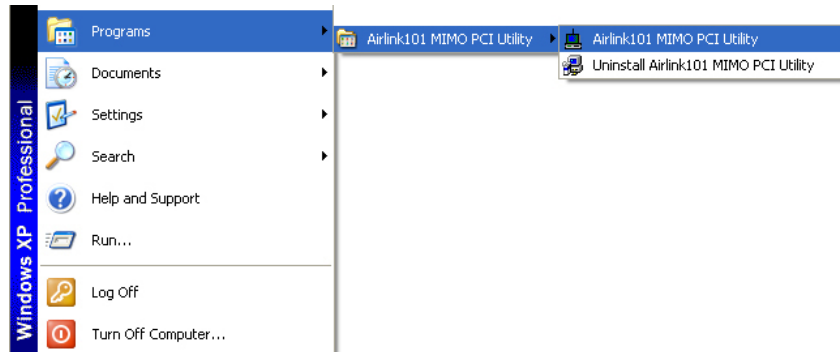 Windows XP Professional
Programs
Documents
Settings
Search
Help and Support
Run...
Log Off
Turn Off Computer...
Airlink101 MIMO PCI Utility
Airlink101 MIMO PCI Utility
Uninstall Airlink101 MIMO PCI Utility